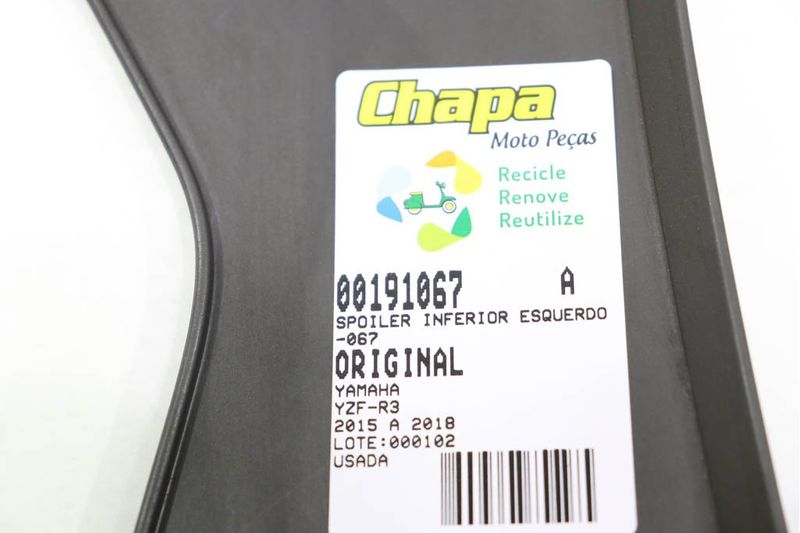 Chapa
Moto Peças
Recicle
Renove
Reutilize
00191067 A
SPOILER INFERIOR ESQUERDO
-067
ORIGINAL
YAMAHA
YZF-R3
2015 A 2018
LOTE:000102
USADA